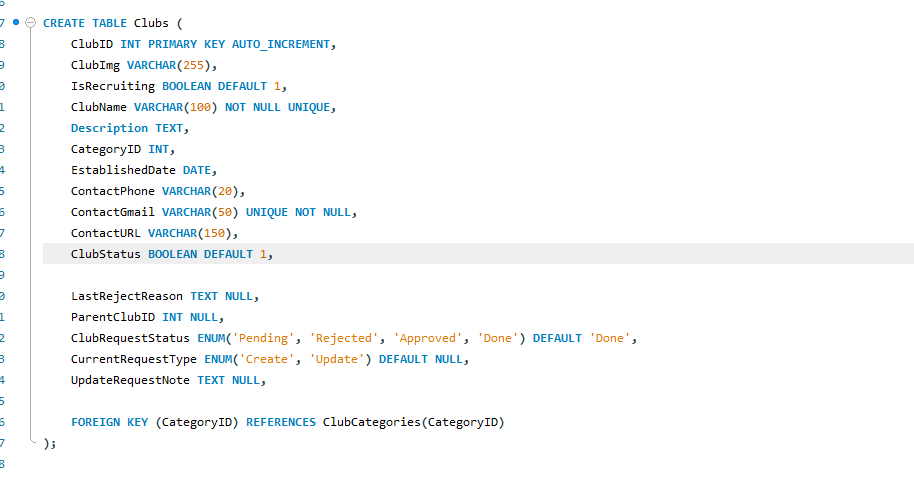 6
7 CREATE TABLE Clubs (
8 ClubID INT PRIMARY KEY AUTO_INCREMENT,
9 ClubImg VARCHAR(255),
0 IsRecruiting BOOLEAN DEFAULT 1,
1 ClubName VARCHAR(100) NOT NULL UNIQUE,
2 Description TEXT,
3 CategoryID INT,
4 EstablishedDate DATE,
5 ContactPhone VARCHAR(20),
6 ContactGmail VARCHAR(50) UNIQUE NOT NULL,
7 ContactURL VARCHAR(150),
8 ClubStatus BOOLEAN DEFAULT 1,
9
0 LastRejectReason TEXT NULL,
1 ParentClubID INT NULL,
2 ClubRequestStatus ENUM('Pending', 'Rejected', 'Approved', 'Done') DEFAULT 'Done',
3 CurrentRequestType ENUM('Create', 'Update') DEFAULT NULL,
4 UpdateRequestNote TEXT NULL,
5
6 FOREIGN KEY (CategoryID) REFERENCES ClubCategories(CategoryID)
7 );
8